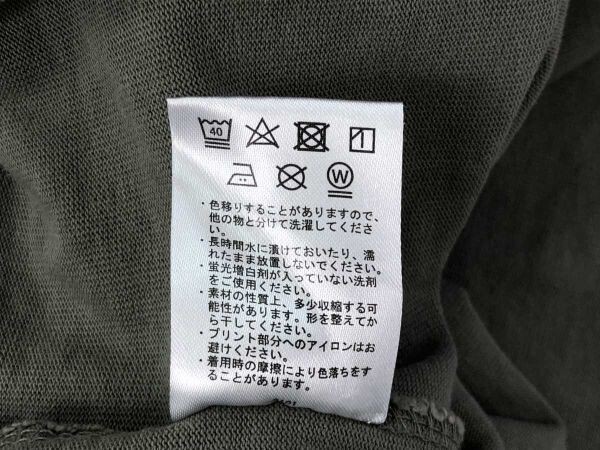 40
W
・色移りすることがありますので、
他の物と分けて洗濯してくださ
い。
・長時間水に漬けておいたり、濡
れたまま放置しないでください。
・蛍光増白剤が入っていない洗剤
をご使用ください。
・素材の性質上、多少収縮する可
能性があります。形を整えてか
ら干してください。
・プリント部分へのアイロンはお
避けください。
・着用時の摩擦により色落ちをす
ることがあります。